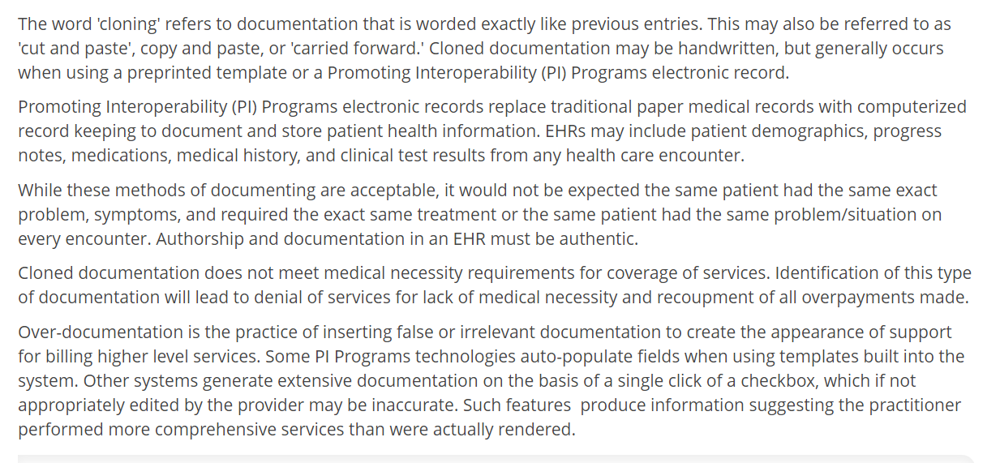 The word 'cloning' refers to documentation that is worded exactly like previous entries. This may also be referred to as
'cut and paste', copy and paste, or 'carried forward.' Cloned documentation may be handwritten, but generally occurs
when using a preprinted template or a Promoting Interoperability (PI) Programs electronic record.
Promoting Interoperability (PI) Programs electronic records replace traditional paper medical records with computerized
record keeping to document and store patient health information. EHRs may include patient demographics, progress
notes, medications, medical history, and clinical test results from any health care encounter.
While these methods of documenting are acceptable, it would not be expected the same patient had the same exact
problem, symptoms, and required the exact same treatment or the same patient had the same problem/situation on
every encounter. Authorship and documentation in an EHR must be authentic.
Cloned documentation does not meet medical necessity requirements for coverage of services. Identification of this type
of documentation will lead to denial of services for lack of medical necessity and recoupment of all overpayments made.
Over-documentation is the practice of inserting false or irrelevant documentation to create the appearance of support
for billing higher level services. Some PI Programs technologies auto-populate fields when using templates built into the
system. Other systems generate extensive documentation on the basis of a single click of a checkbox, which if not
appropriately edited by the provider may be inaccurate. Such features  produce information suggesting the practitioner
performed more comprehensive services than were actually rendered.